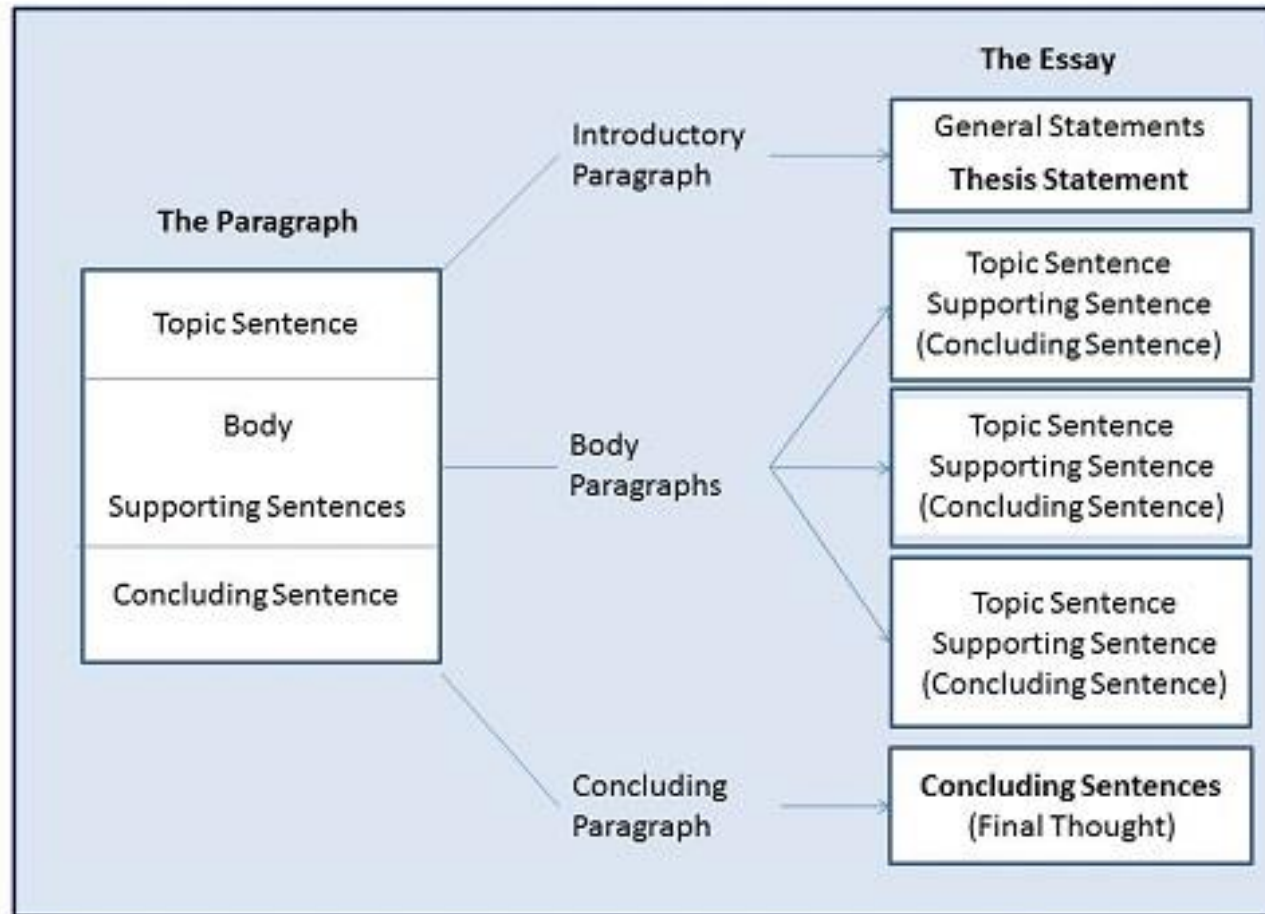 The Paragraph
Topic Sentence
Body
Supporting Sentences
Concluding Sentence
Introductory
Paragraph
Body
Paragraphs
Concluding
Paragraph
The Essay
General Statements
Thesis Statement
Topic Sentence
Supporting Sentence
(Concluding Sentence)
Topic Sentence
Supporting Sentence
(Concluding Sentence)
Topic Sentence
Supporting Sentence
(Concluding Sentence)
Concluding Sentences
(Final Thought)